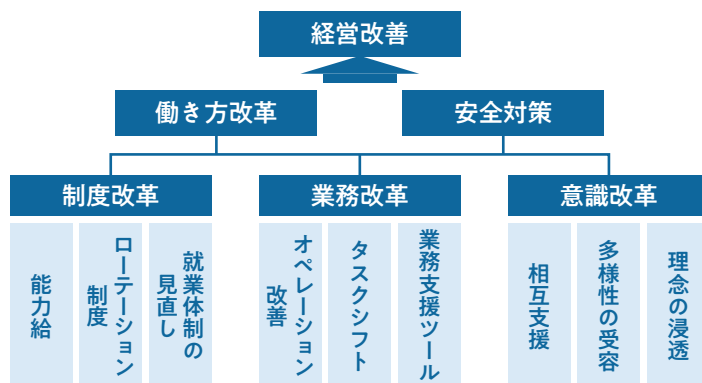 経営改善
働き方改革
安全対策
制度改革
業務改革
意識改革
能力給
ローテーション
制度
就業体制の
見直し
オペレーション
改善
タスクシフト
業務支援ツール
相互支援
多様性の受容
理念の浸透